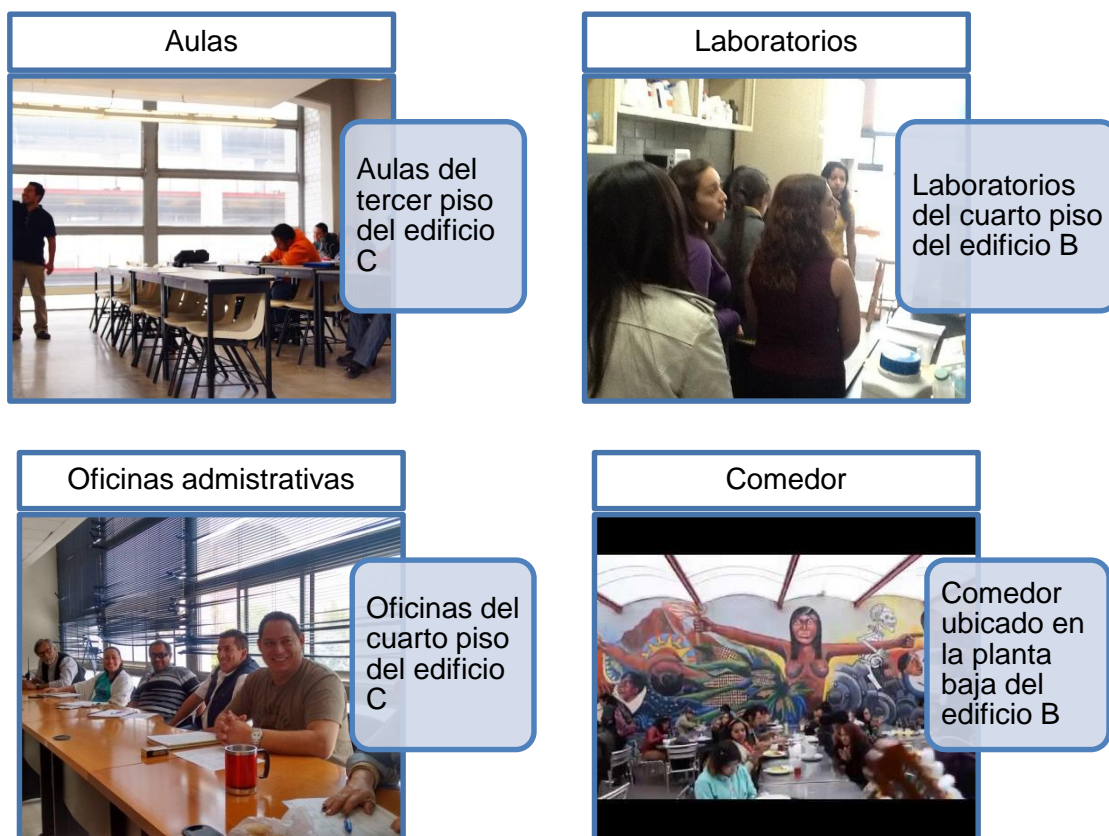 Aulas
Aulas del
tercer piso
del edificio
C
Laboratorios
Laboratorios
del cuarto piso
del edificio B
Oficinas admistrativas
Oficinas del
cuarto piso
del edificio
C
Comedor
Comedor
ubicado en
la planta
baja del
edificio B